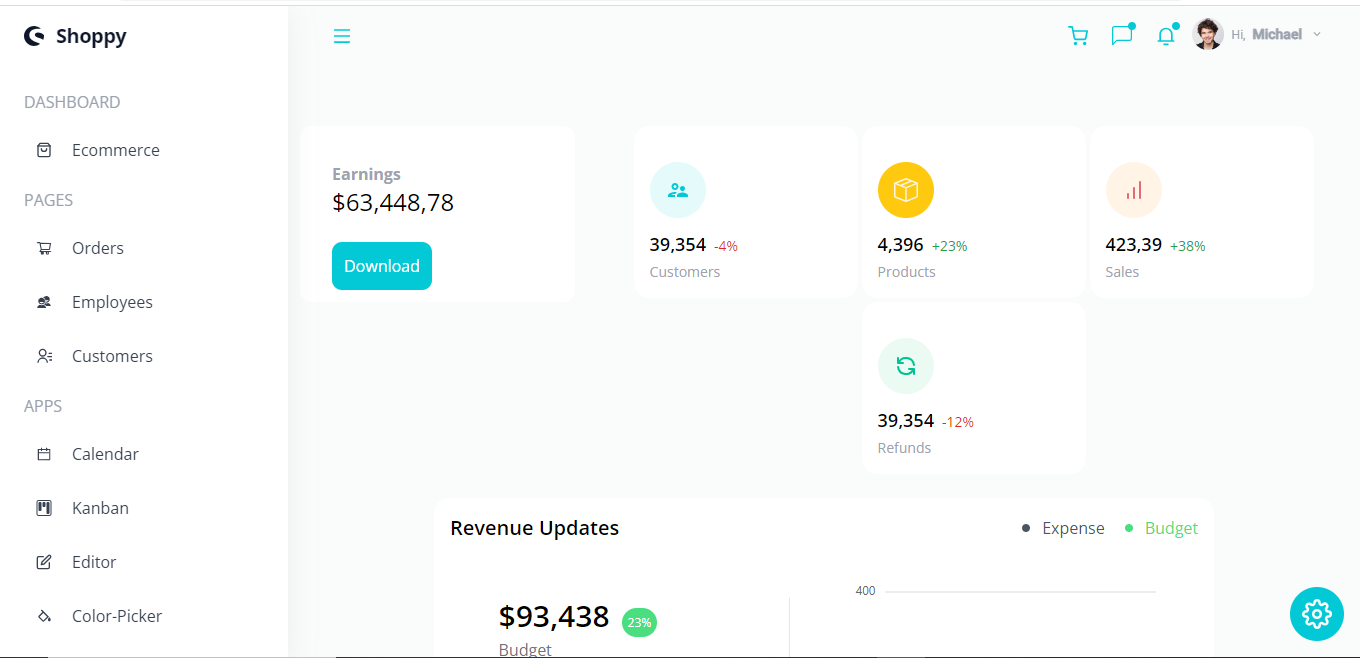 Shoppy
DASHBOARD
Ecommerce
PAGES
Orders
Employees
Customers
APPS
Calendar
Kanban
Editor
Color-Picker
Hi, Michael
Earnings
$63,448,78
Download
39,354 -4%
Customers
4,396 +23%
Products
423,39 +38%
Sales
39,354 -12%
Refunds
Revenue Updates
Expense
Budget
$93,438 23%
Budget
400